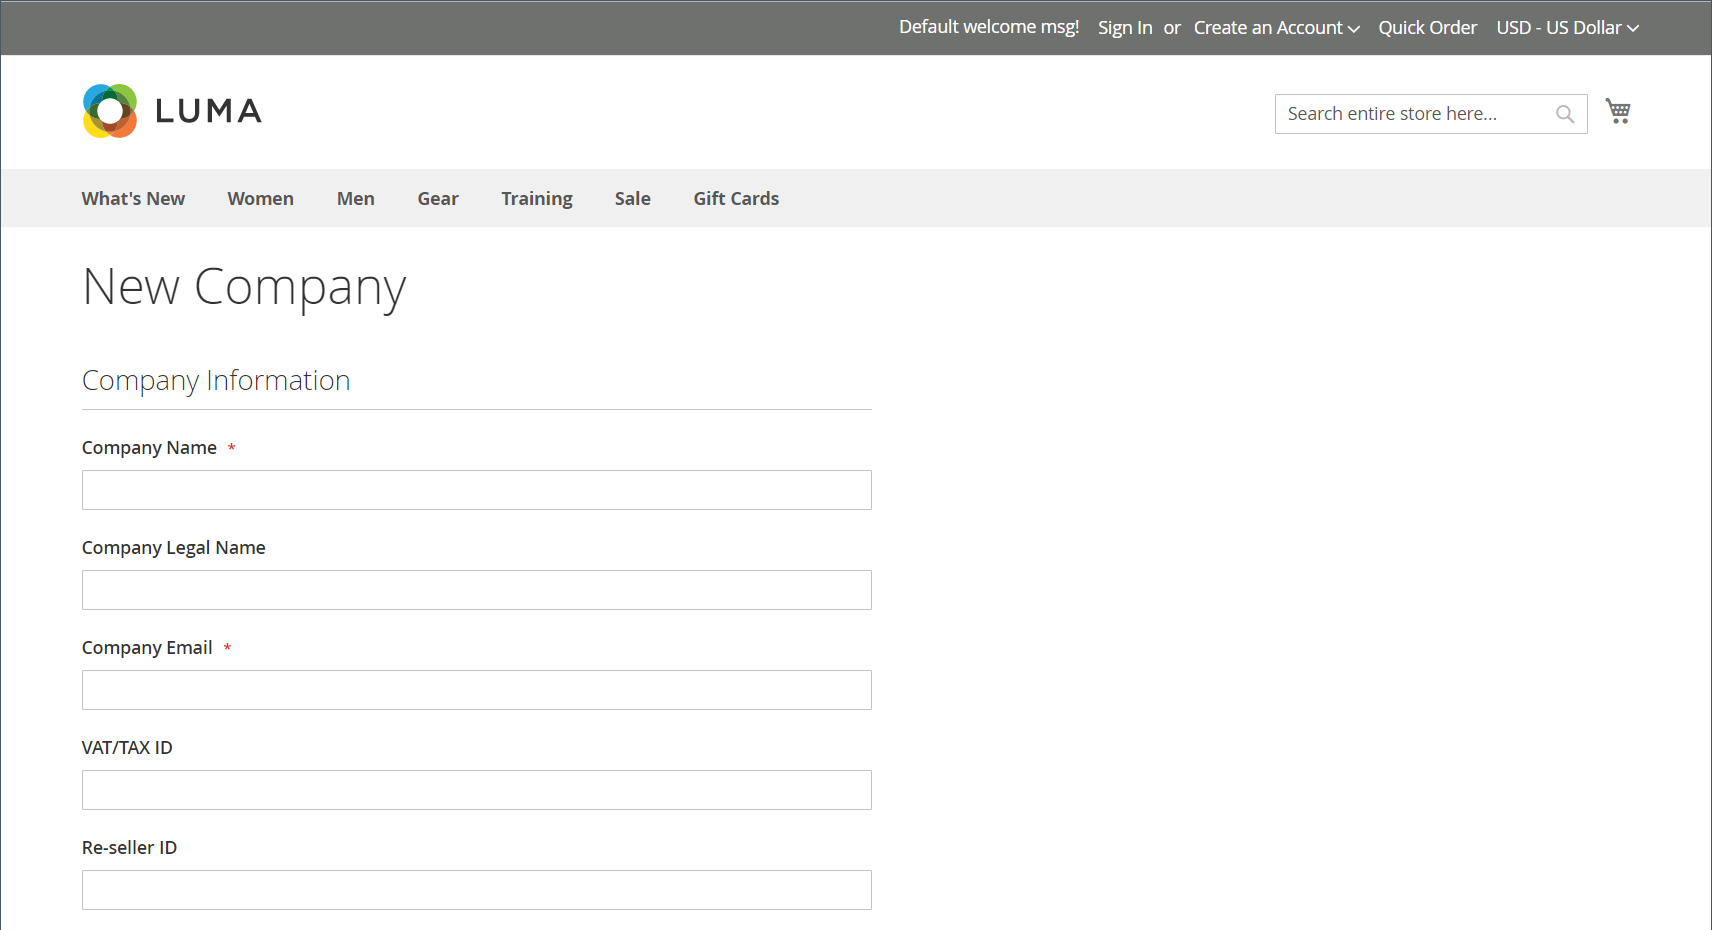 Default welcome msg! Sign In or Create an Account Quick Order USD - US Dollar
LUMA
Search entire store here...
What's New Women Men Gear Training Sale Gift Cards
New Company
Company Information
Company Name *
Company Legal Name
Company Email *
VAT/TAX ID
Re-seller ID